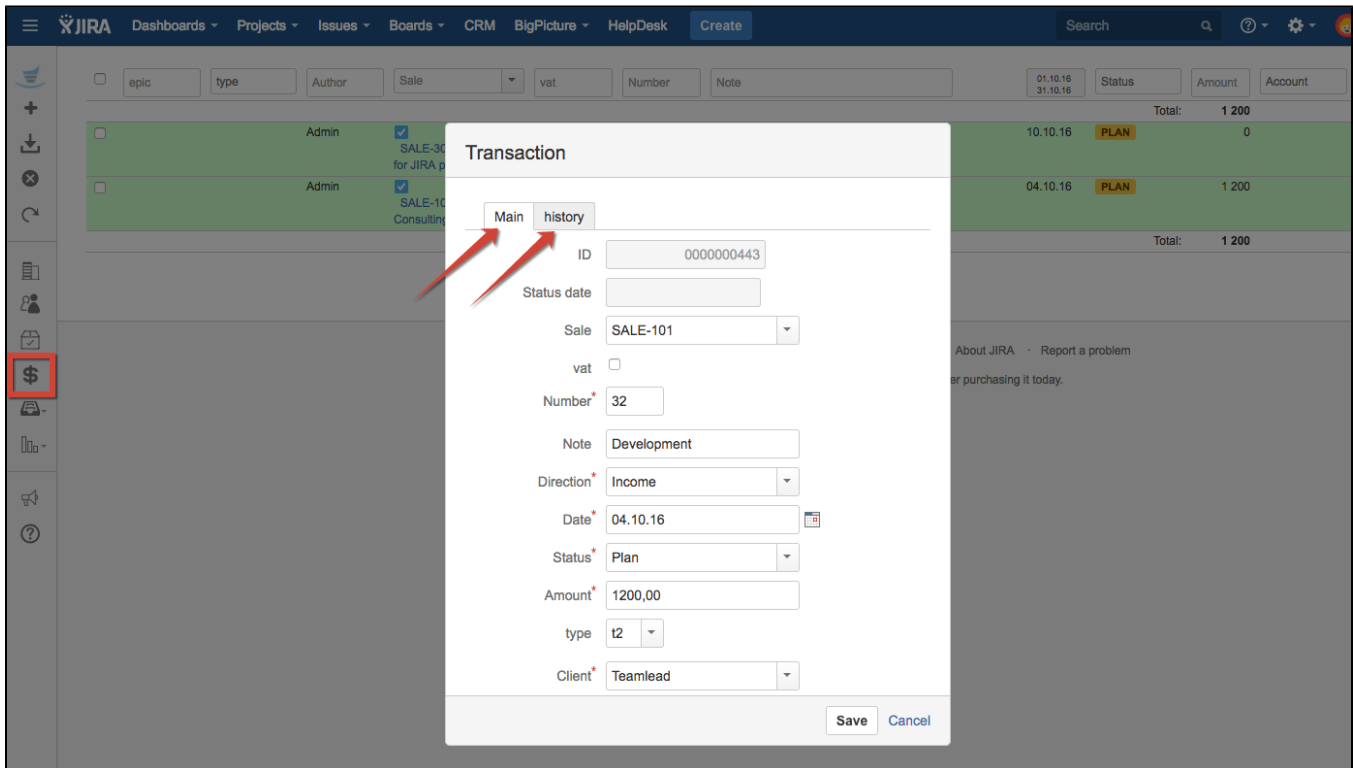 JIRA Dashboards Projects Issues Boards CRM BigPicture HelpDesk Create Search
epic type Author Sale vat Number Note 01.10.16 Status Amount Account
31.10.16
Total: 1 200
Admin 10.10.16 PLAN 0
SALE-30
for JIRA p
Admin 04.10.16 PLAN 1 200
SALE-10
Consulting
Total: 1 200
About JIRA · Report a problem
er purchasing it today.
Transaction
Main history
ID 0000000443
Status date
Sale SALE-101
vat
Number* 32
Note Development
Direction* Income
Date* 04.10.16
Status* Plan
Amount* 1200,00
type t2
Client* Teamlead
Save Cancel